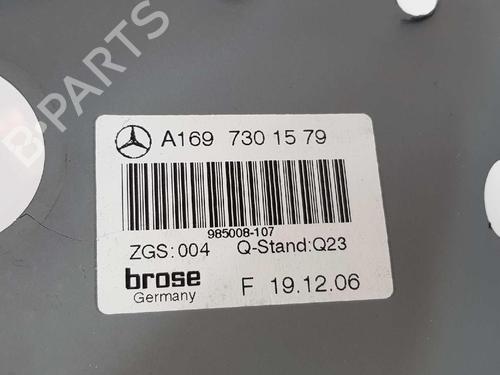 B-PARTS
A169 730 15 79
985008-107
ZGS:004 Q-Stand:Q23
brose
Germany F 19.12.06